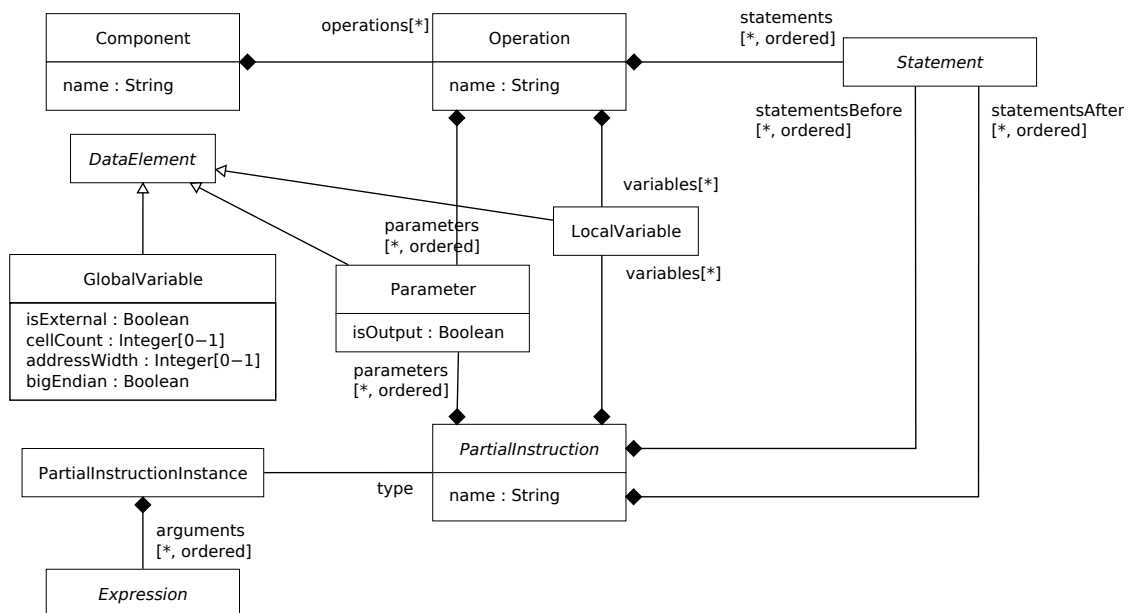 Component
name : String
operations[*]
Operation
name : String
statements
[*, ordered]
Statement
statementsBefore
[*, ordered]
statementsAfter
[*, ordered]
DataElement
variables[*]
LocalVariable
variables[*]
parameters
[*, ordered]
GlobalVariable
isExternal : Boolean
cellCount : Integer[0−1]
addressWidth : Integer[0−1]
bigEndian : Boolean
Parameter
isOutput : Boolean
parameters
[*, ordered]
PartialInstruction
name : String
PartialInstructionInstance
type
arguments
[*, ordered]
Expression